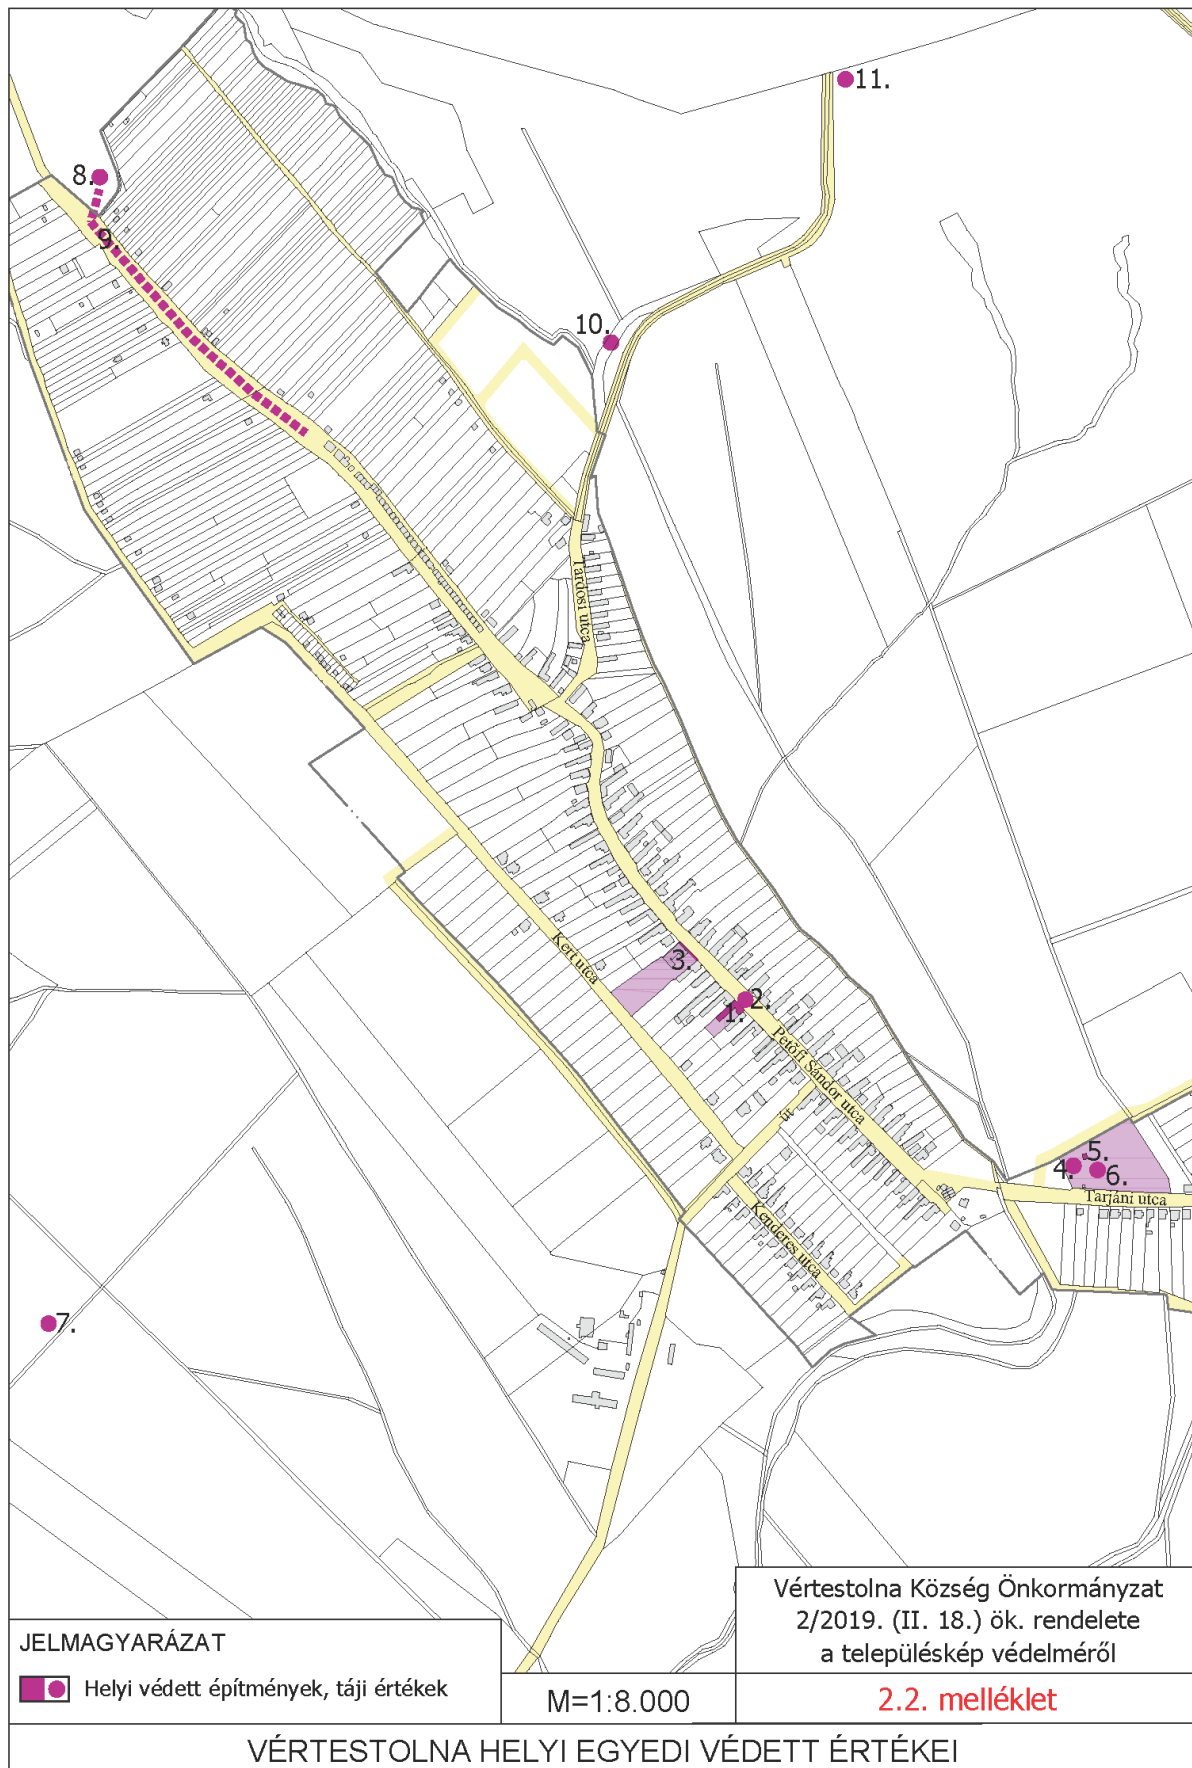 11.
8.
9.
10.
Tardosi utca
3.
Kert utca
2.
1.
Petőfi Sándor utca
út
5.
4.
6.
Tarjáni utca
Kenderes utca
7.
Vértestolna Község Önkormányzat
2/2019. (II. 18.) ök. rendelete
a településkép védelméről
JELMAGYARÁZAT
Helyi védett építmények, táji értékek
M=1:8.000
2.2. melléklet
VÉRTESTOLNA HELYI EGYEDI VÉDETT ÉRTÉKEI